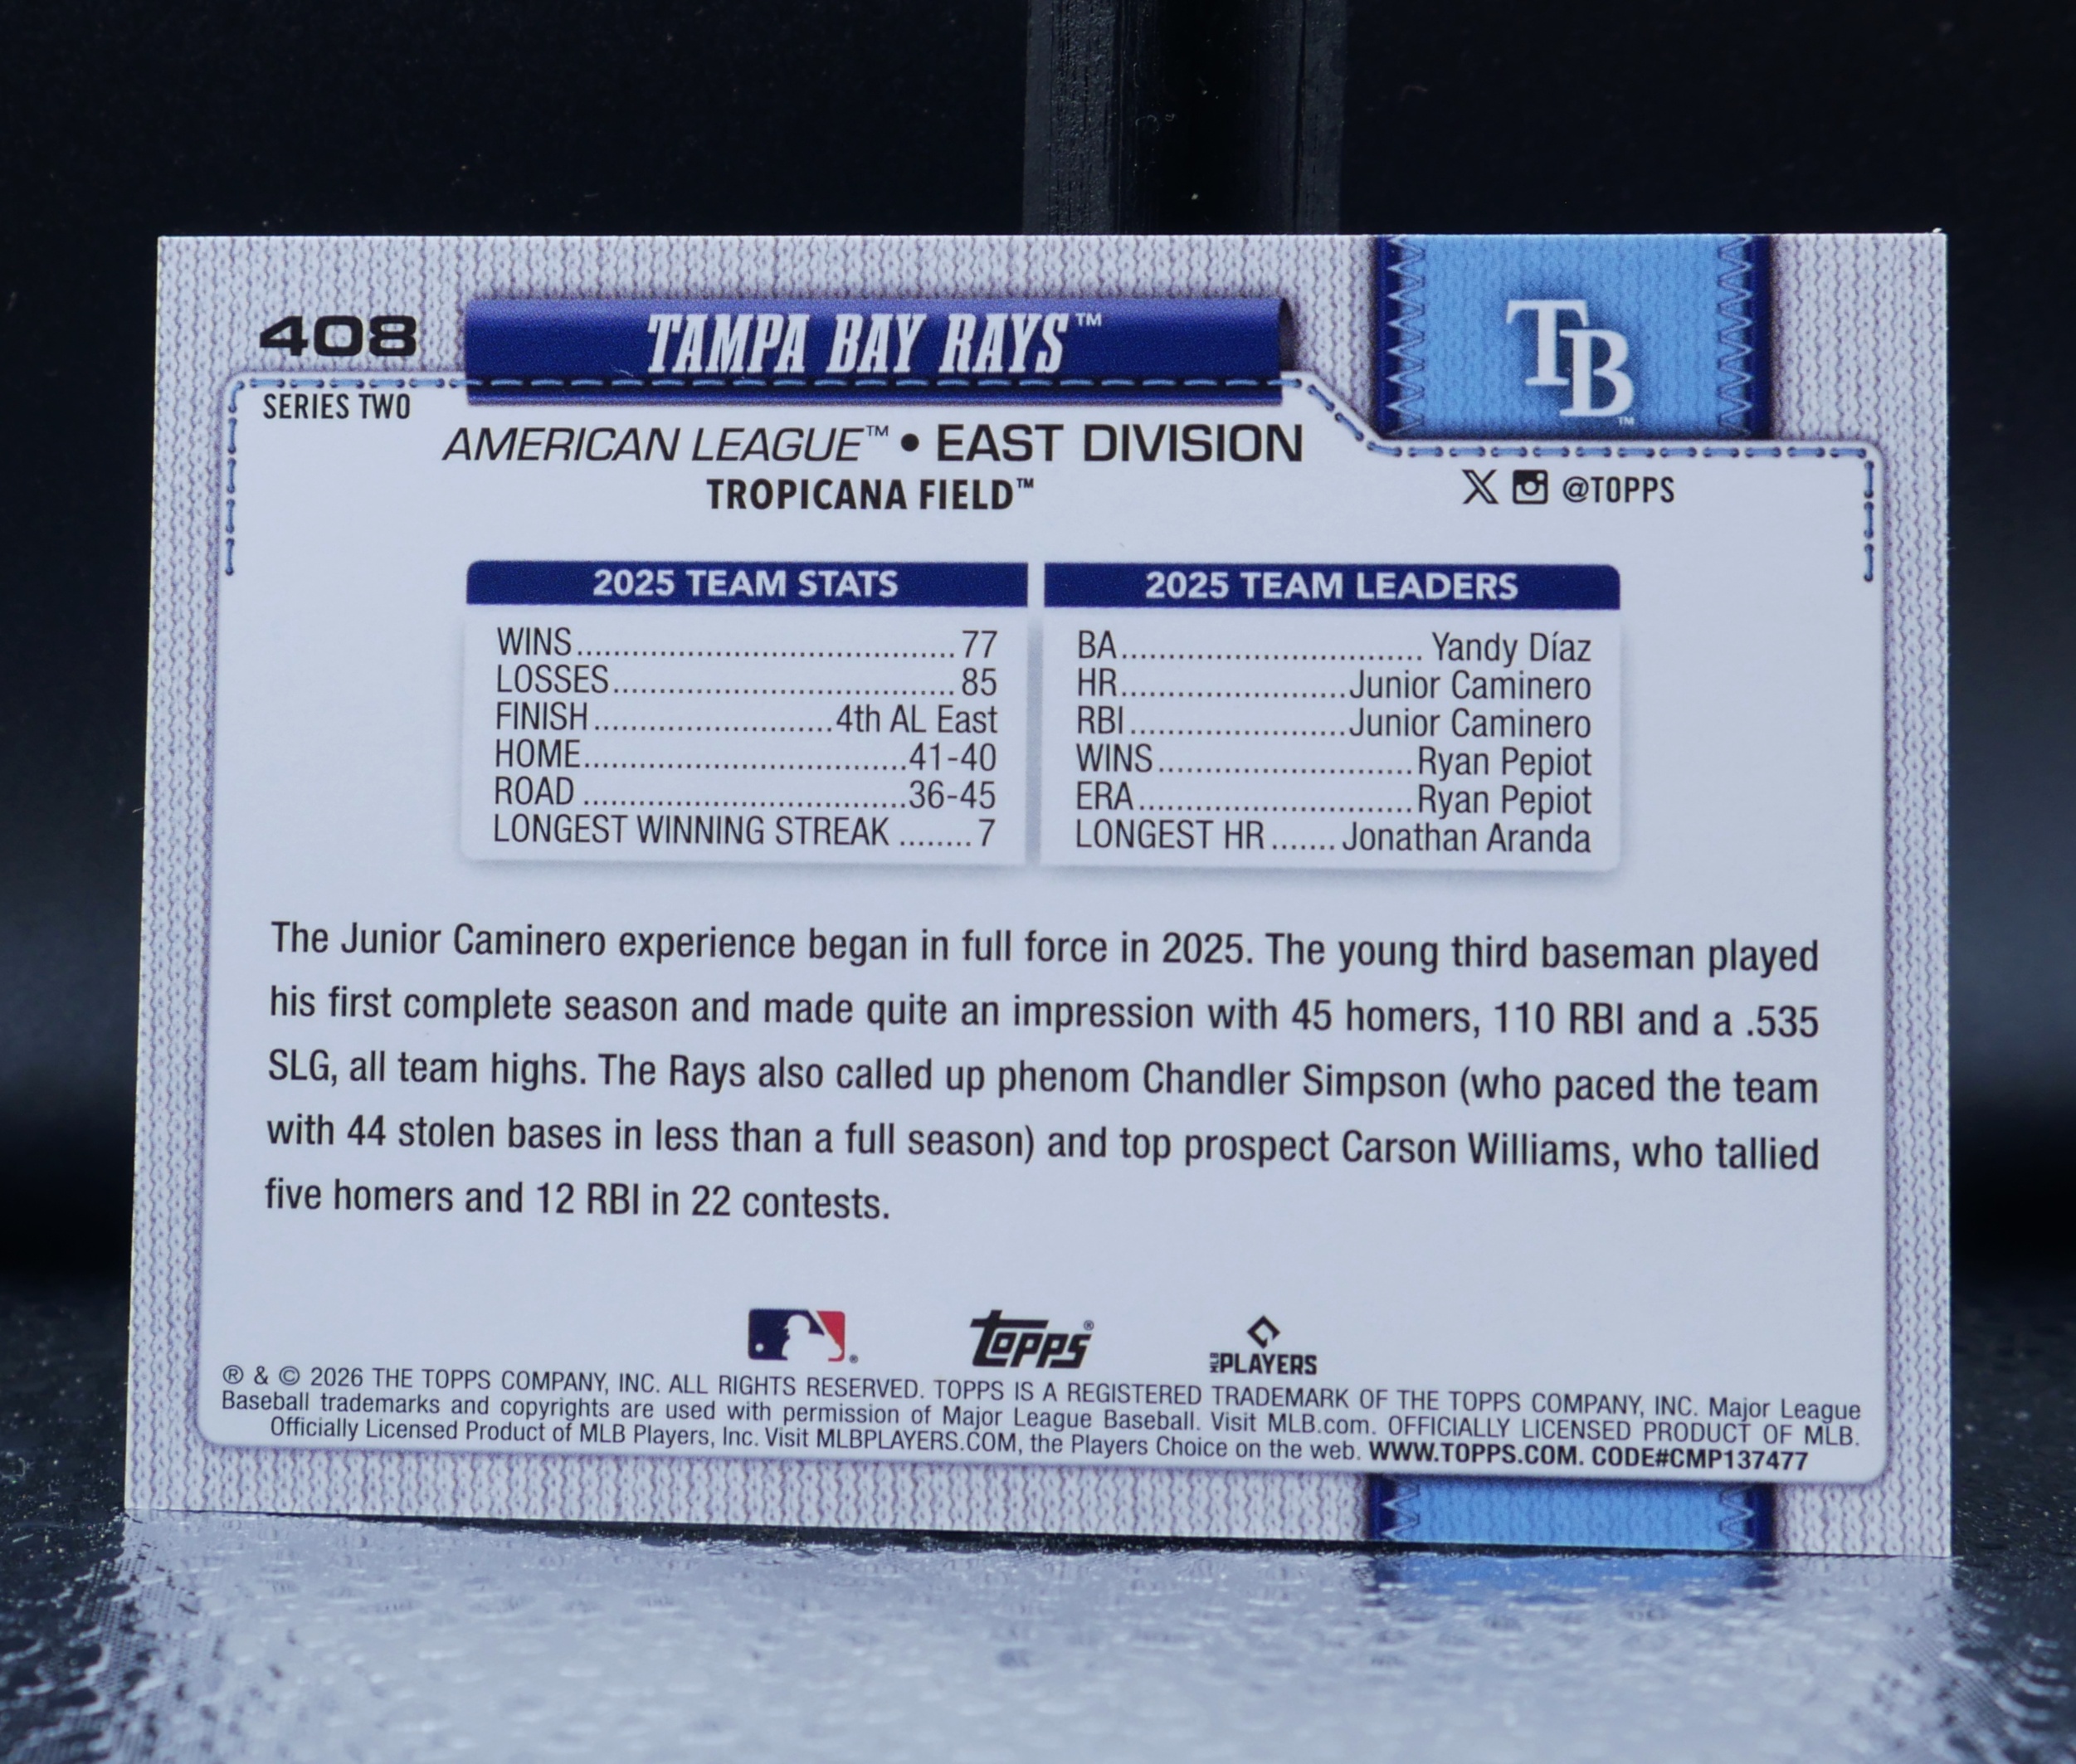 408
TAMPA BAY RAYS™
TB™
SERIES TWO
AMERICAN LEAGUE™ • EAST DIVISION
TROPICANA FIELD™
@TOPPS
2025 TEAM STATS
WINS........................................77
LOSSES.....................................85
FINISH..........................4th AL East
HOME...................................41-40
ROAD ...................................36-45
LONGEST WINNING STREAK ........7
2025 TEAM LEADERS
BA................................ Yandy Díaz
HR........................Junior Caminero
RBI.......................Junior Caminero
WINS...........................Ryan Pepiot
ERA.............................Ryan Pepiot
LONGEST HR.......Jonathan Aranda
The Junior Caminero experience began in full force in 2025. The young third baseman played
his first complete season and made quite an impression with 45 homers, 110 RBI and a .535
SLG, all team highs. The Rays also called up phenom Chandler Simpson (who paced the team
with 44 stolen bases in less than a full season) and top prospect Carson Williams, who tallied
five homers and 12 RBI in 22 contests.
topps®
MLB PLAYERS
® & © 2026 THE TOPPS COMPANY, INC. ALL RIGHTS RESERVED. TOPPS IS A REGISTERED TRADEMARK OF THE TOPPS COMPANY, INC. Major League
Baseball trademarks and copyrights are used with permission of Major League Baseball. Visit MLB.com. OFFICIALLY LICENSED PRODUCT OF MLB.
Officially Licensed Product of MLB Players, Inc. Visit MLBPLAYERS.COM, the Players Choice on the web. WWW.TOPPS.COM. CODE#CMP137477